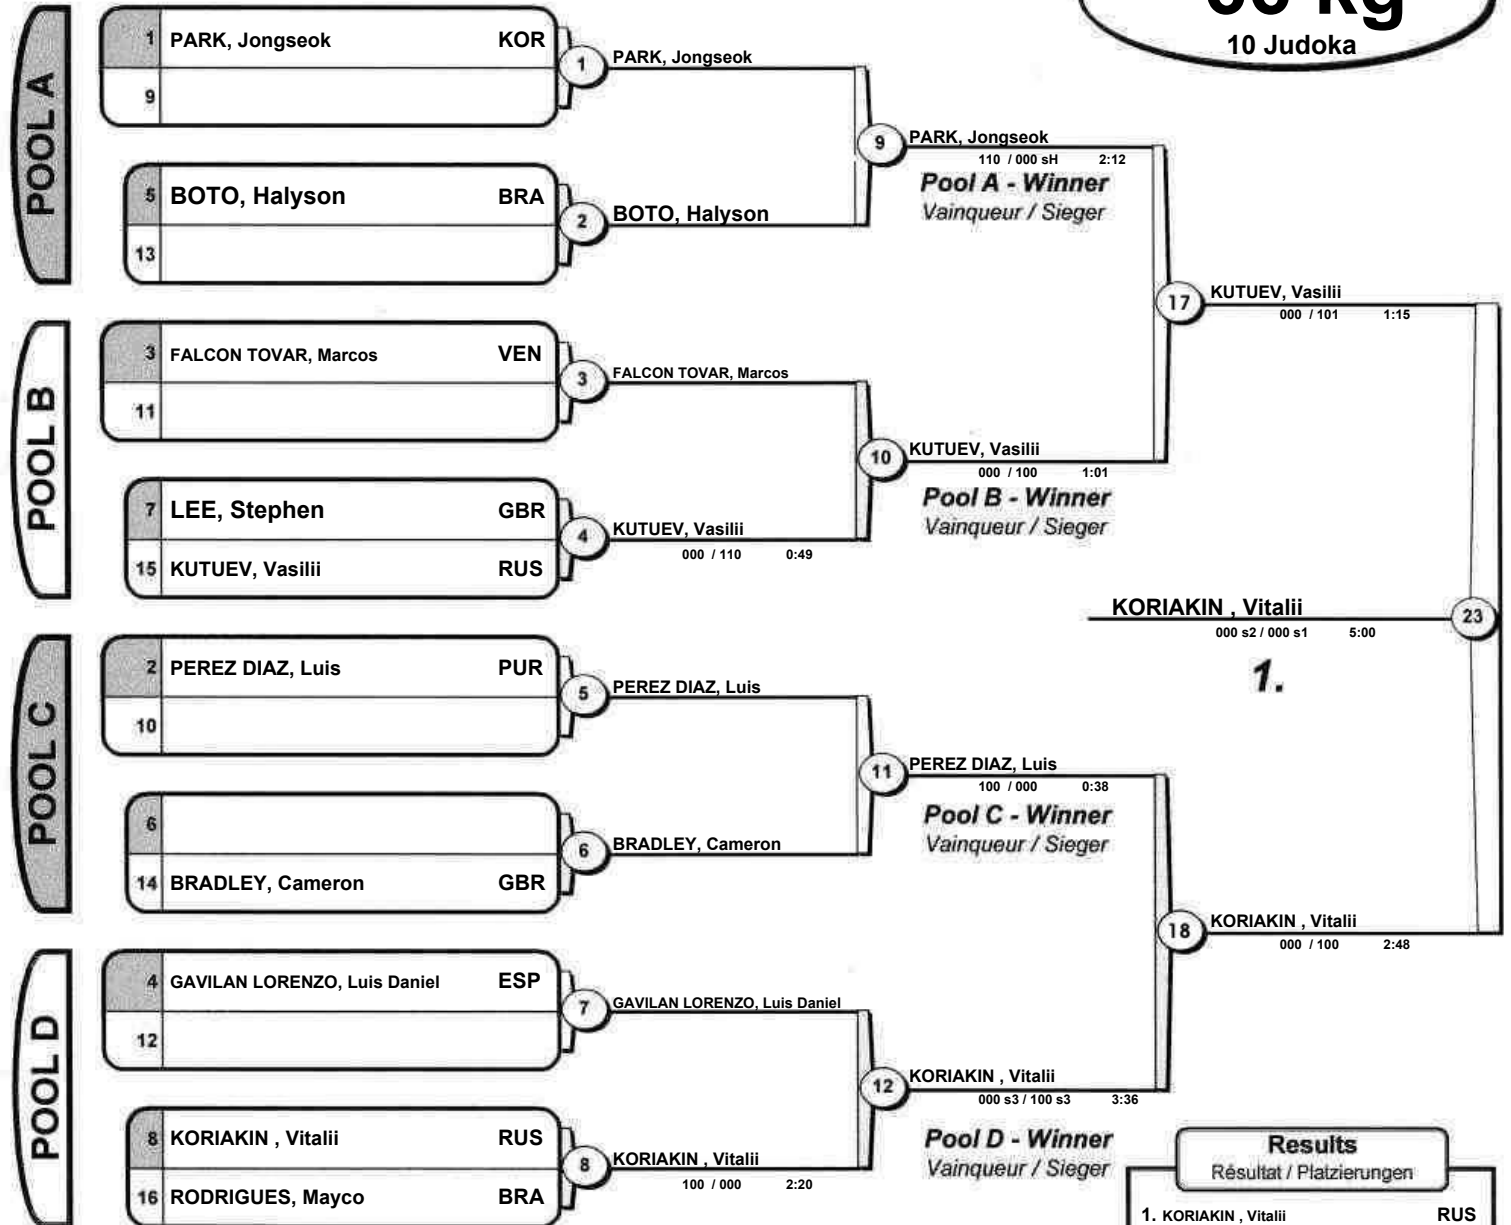 60 kg
10 Judoka
POOL A
1 PARK, Jongseok KOR
9
5 BOTO, Halyson BRA
13
1 PARK, Jongseok
2 BOTO, Halyson
9 PARK, Jongseok
110 / 000 sH 2:12
Pool A - Winner
Vainqueur / Sieger
POOL B
3 FALCON TOVAR, Marcos VEN
11
7 LEE, Stephen GBR
15 KUTUEV, Vasilii RUS
3 FALCON TOVAR, Marcos
4 KUTUEV, Vasilii
000 / 110 0:49
10 KUTUEV, Vasilii
000 / 100 1:01
Pool B - Winner
Vainqueur / Sieger
17 KUTUEV, Vasilii
000 / 101 1:15
KORIAKIN , Vitalii 23
000 s2 / 000 s1 5:00
1.
POOL C
2 PEREZ DIAZ, Luis PUR
10
6
14 BRADLEY, Cameron GBR
5 PEREZ DIAZ, Luis
6 BRADLEY, Cameron
11 PEREZ DIAZ, Luis
100 / 000 0:38
Pool C - Winner
Vainqueur / Sieger
18 KORIAKIN , Vitalii
000 / 100 2:48
POOL D
4 GAVILAN LORENZO, Luis Daniel ESP
12
8 KORIAKIN , Vitalii RUS
16 RODRIGUES, Mayco BRA
7 GAVILAN LORENZO, Luis Daniel
8 KORIAKIN , Vitalii
100 / 000 2:20
12 KORIAKIN , Vitalii
000 s3 / 100 s3 3:36
Pool D - Winner
Vainqueur / Sieger
Results
Résultat / Platzierungen
1. KORIAKIN , Vitalii RUS